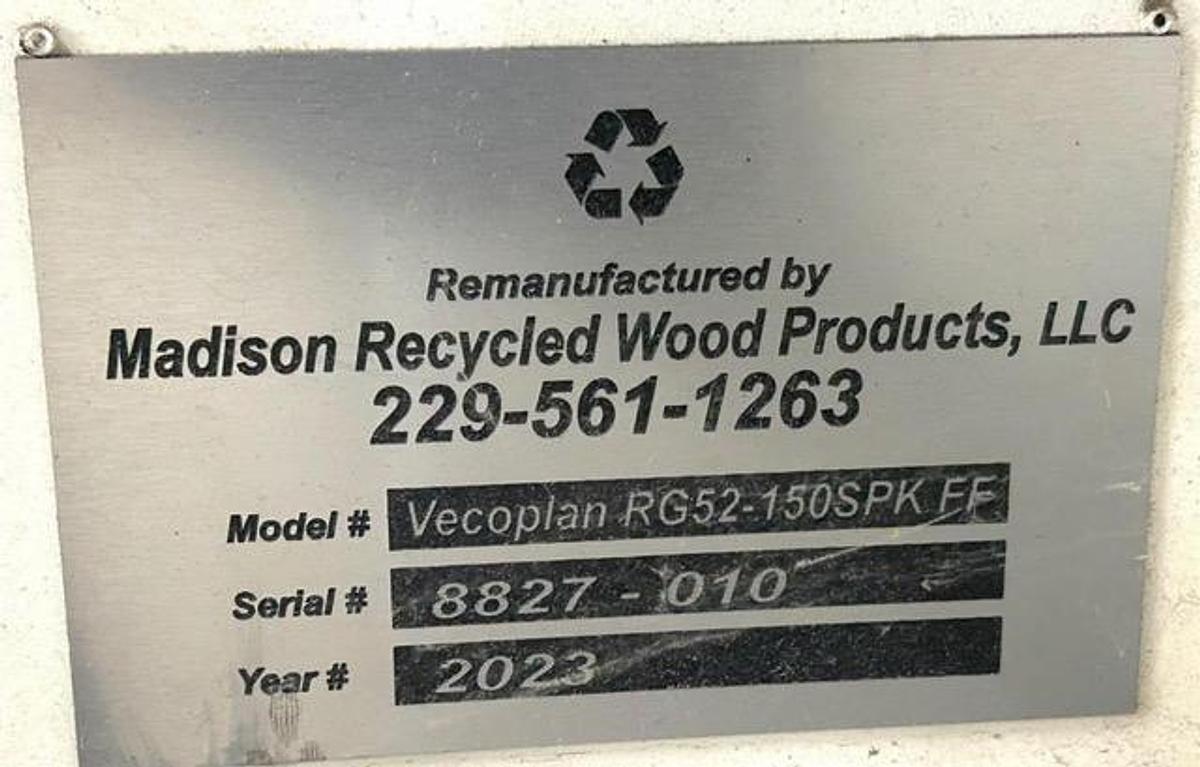 Remanufactured by
Madison Recycled Wood Products, LLC
229-561-1263
Model # Vecoplan RG52-150SPK FF
Serial # 8827 - 010
Year # 2023